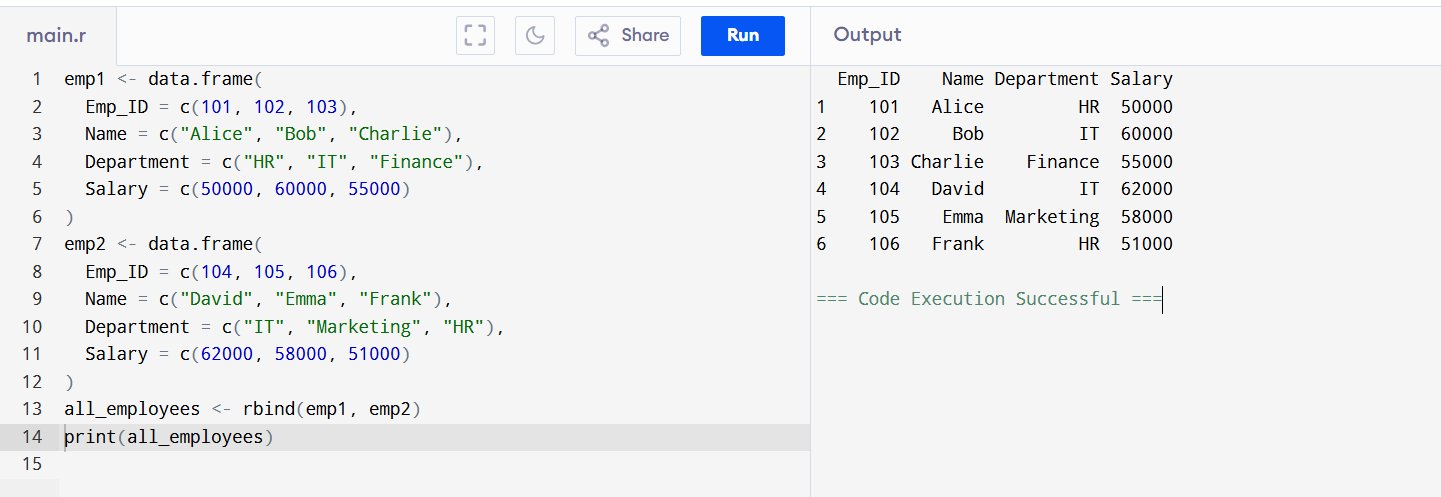 main.r Share Run
1 emp1 <- data.frame(
2   Emp_ID = c(101, 102, 103),
3   Name = c("Alice", "Bob", "Charlie"),
4   Department = c("HR", "IT", "Finance"),
5   Salary = c(50000, 60000, 55000)
6 )
7 emp2 <- data.frame(
8   Emp_ID = c(104, 105, 106),
9   Name = c("David", "Emma", "Frank"),
10   Department = c("IT", "Marketing", "HR"),
11   Salary = c(62000, 58000, 51000)
12 )
13 all_employees <- rbind(emp1, emp2)
14 print(all_employees)
15
Output
  Emp_ID    Name Department Salary
1    101   Alice         HR  50000
2    102     Bob         IT  60000
3    103 Charlie    Finance  55000
4    104   David         IT  62000
5    105    Emma  Marketing  58000
6    106   Frank         HR  51000
=== Code Execution Successful ===